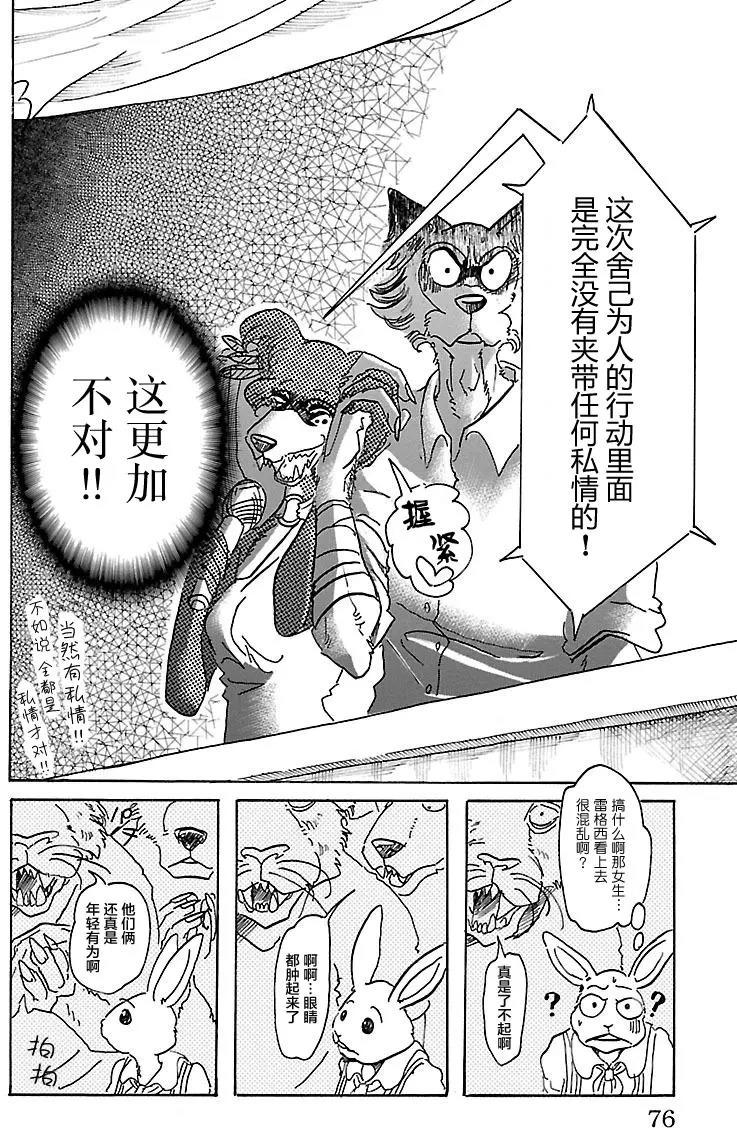 这次舍己为人的行动里面
是完全没有夹带任何私情的！
握
紧
这更加
不对!!
当然有私情!!
不如说 全都是
私情才对!!
搞什么啊那女生…
雷格西看上去
很混乱啊？
?
?
真是了不起啊
啊啊…眼睛
都肿起来了
他们俩
还真是
年轻有为啊
拍
拍
76